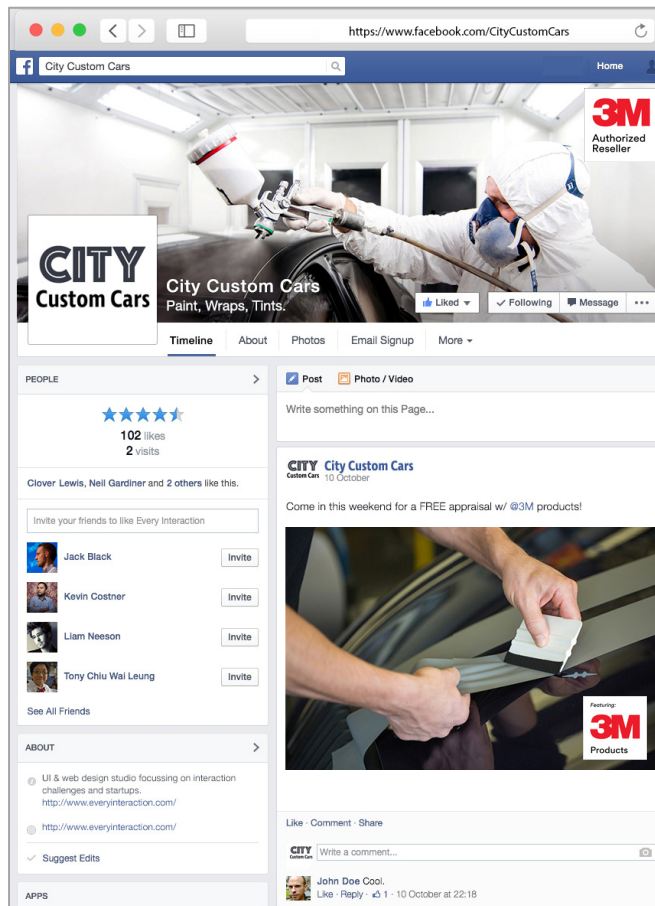 https://www.facebook.com/CityCustomCars
f City Custom Cars
Home
3M
Authorized
Reseller
CITY
Custom Cars
City Custom Cars
Paint, Wraps, Tints.
Liked
Following
Message
Timeline
About
Photos
Email Signup
More
PEOPLE
102 likes
2 visits
Clover Lewis, Neil Gardiner and 2 others like this.
Invite your friends to like Every Interaction
Jack Black Invite
Kevin Costner Invite
Liam Neeson Invite
Tony Chiu Wai Leung Invite
See All Friends
ABOUT
UI & web design studio focussing on interaction
challenges and startups.
http://www.everyinteraction.com/
http://www.everyinteraction.com/
Suggest Edits
APPS
Post
Photo / Video
Write something on this Page...
CITY
Custom Cars
City Custom Cars
10 October
Come in this weekend for a FREE appraisal w/ @3M products!
Featuring:
3M
Products
Like · Comment · Share
CITY
Custom Cars
Write a comment...
John Doe Cool.
Like · Reply · 1 · 10 October at 22:18